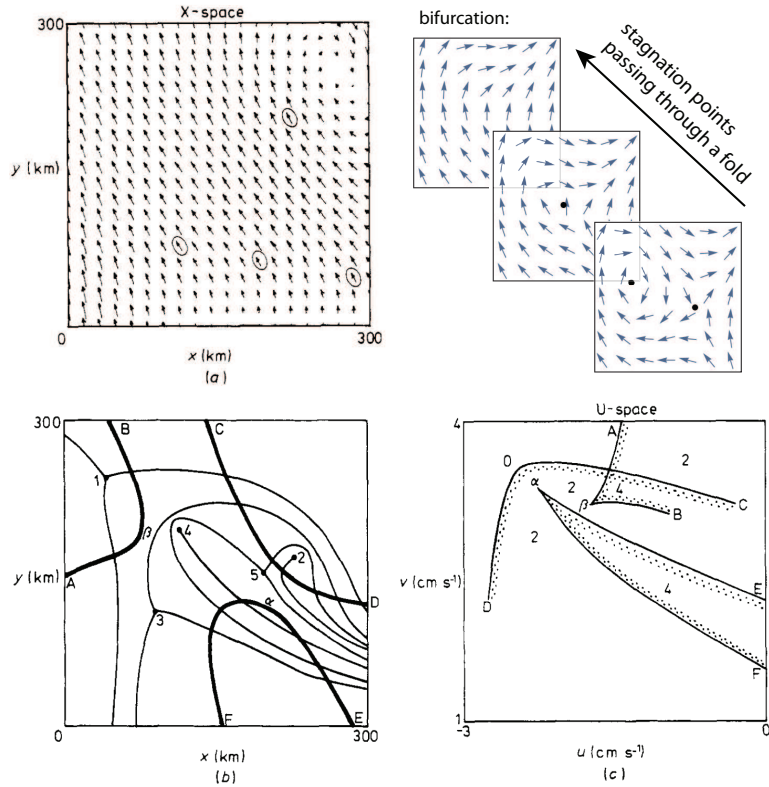 X-space
300
y (km)
0
300
x (km)
(a)
bifurcation:
stagnation points
passing through a fold
300
B
C
1
β
4
2
5
y (km)
A
α
D
3
F
E
0
300
x (km)
(b)
U-space
4
A
2
O
α
2
4
β
B
C
2
v (cm s⁻¹)
4
E
D
F
1
-3
0
u (cm s⁻¹)
(c)